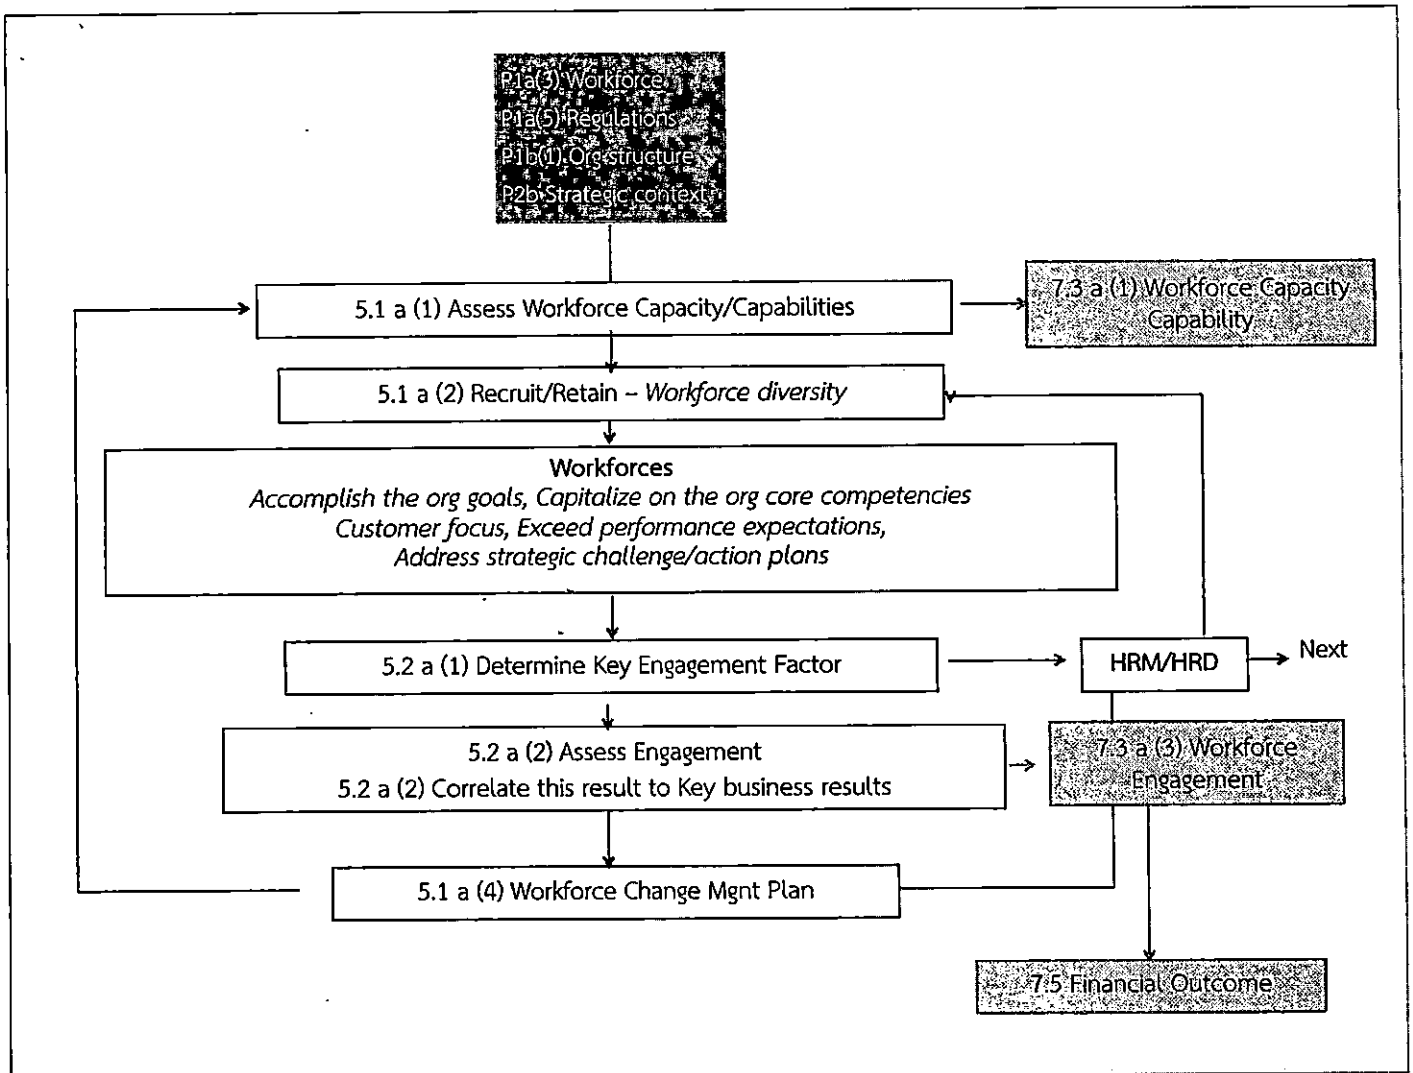 P1a(3) Workforce
P1a(5) Regulations
P1b(1) Org structure
P2b Strategic context
5.1 a (1) Assess Workforce Capacity/Capabilities
7.3 a (1) Workforce Capacity
Capability
5.1 a (2) Recruit/Retain – Workforce diversity
Workforces
Accomplish the org goals, Capitalize on the org core competencies
Customer focus, Exceed performance expectations,
Address strategic challenge/action plans
5.2 a (1) Determine Key Engagement Factor
HRM/HRD
Next
5.2 a (2) Assess Engagement
5.2 a (2) Correlate this result to Key business results
7.3 a (3) Workforce
Engagement
5.1 a (4) Workforce Change Mgnt Plan
7.5 Financial Outcome